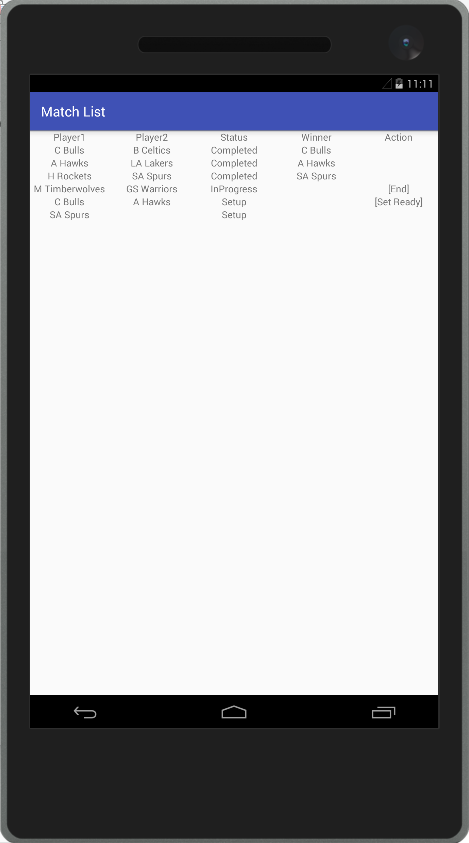 11:11
Match List
Player1 Player2 Status Winner Action
C Bulls B Celtics Completed C Bulls
A Hawks LA Lakers Completed A Hawks
H Rockets SA Spurs Completed SA Spurs
M Timberwolves GS Warriors InProgress [End]
C Bulls A Hawks Setup [Set Ready]
SA Spurs Setup